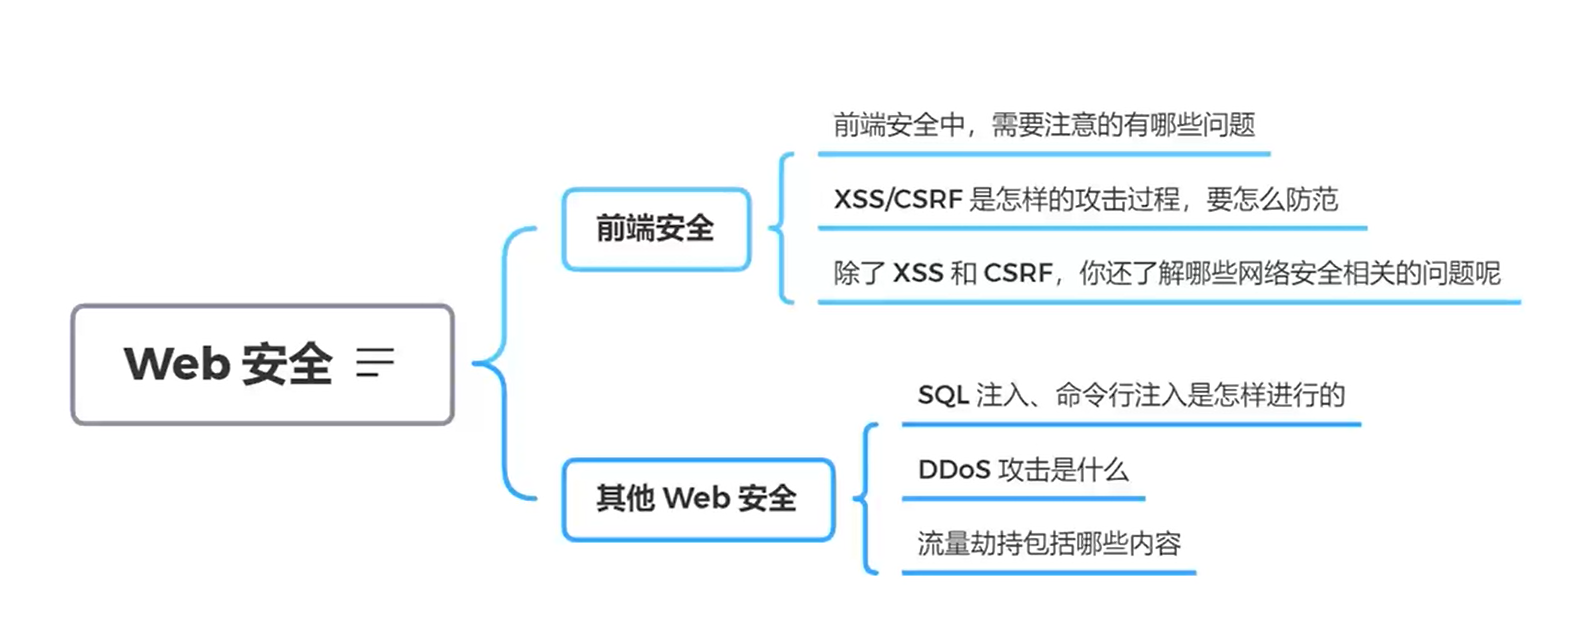 Web 安全
前端安全
前端安全中，需要注意的有哪些问题
XSS/CSRF 是怎样的攻击过程，要怎么防范
除了 XSS 和 CSRF，你还了解哪些网络安全相关的问题呢
其他 Web 安全
SQL 注入、命令行注入是怎样进行的
DDoS 攻击是什么
流量劫持包括哪些内容